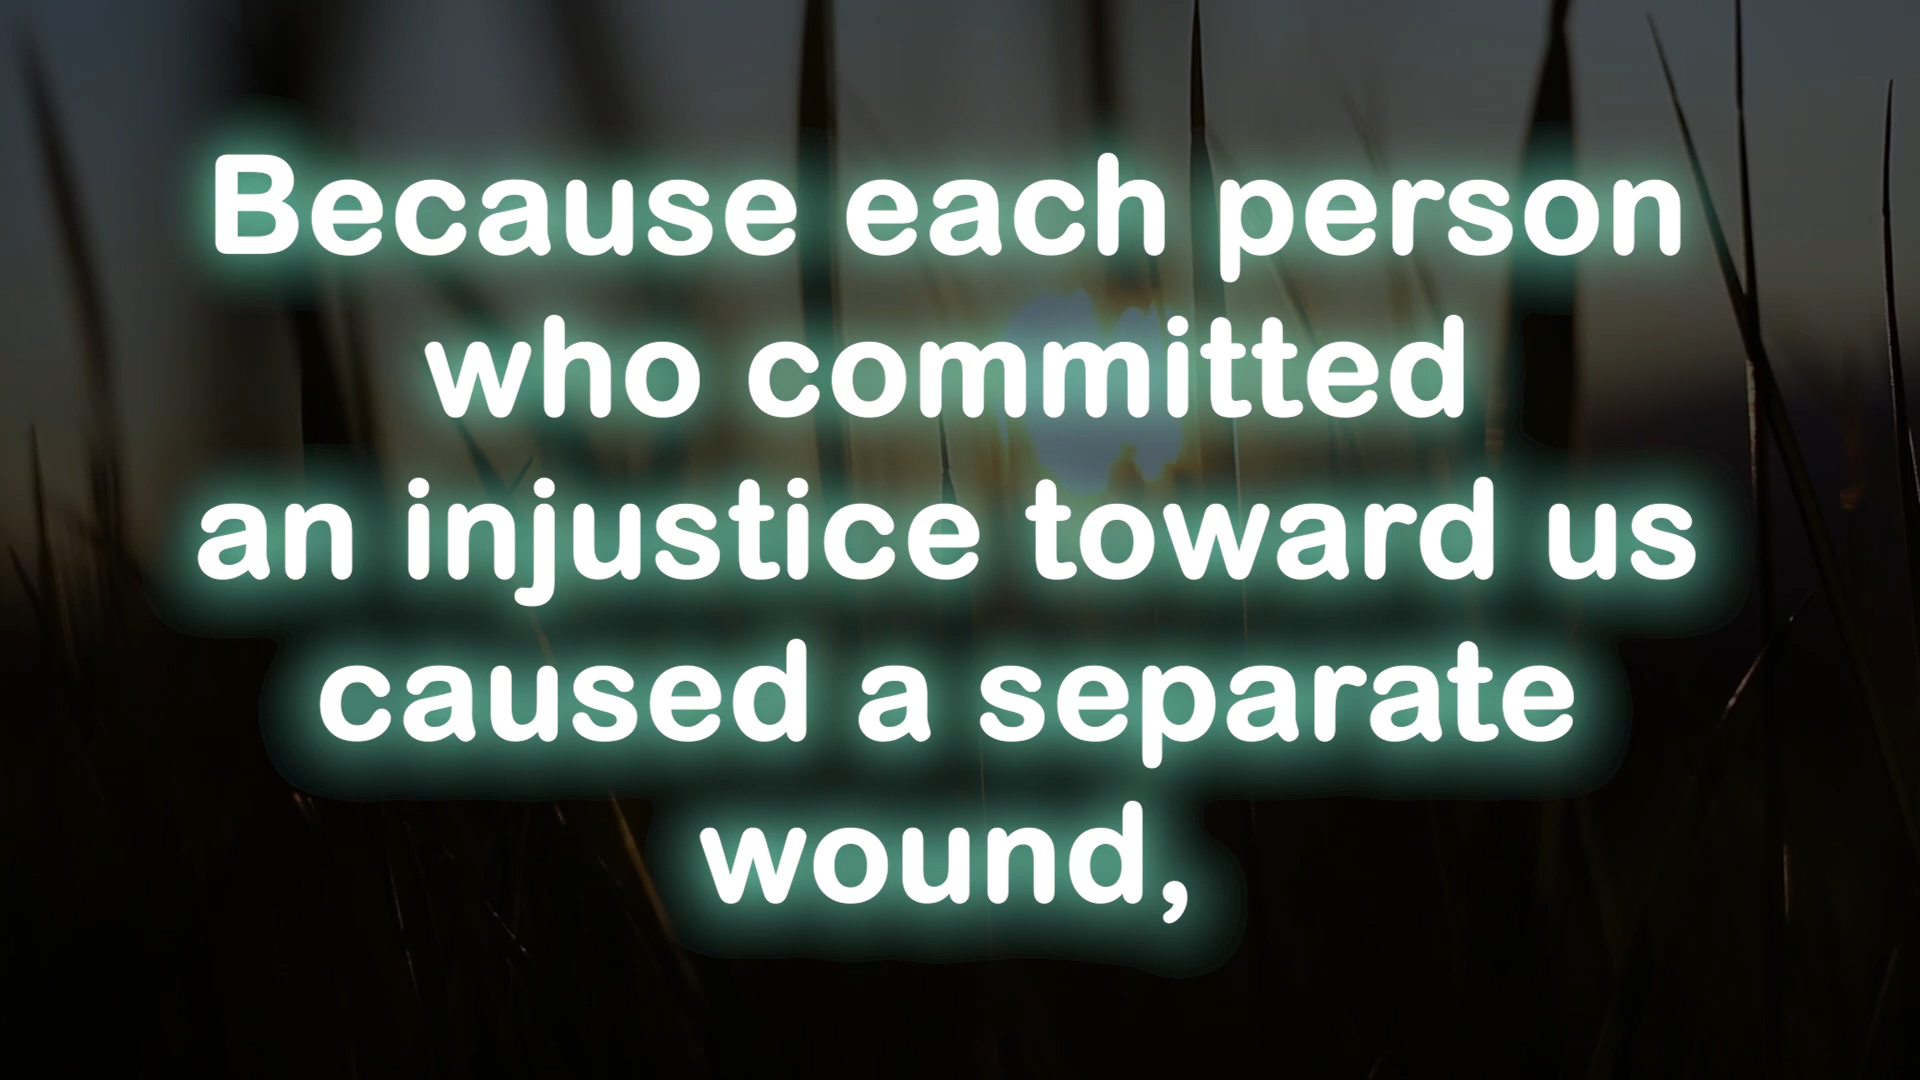 Because each person
who committed
an injustice toward us
caused a separate
wound,